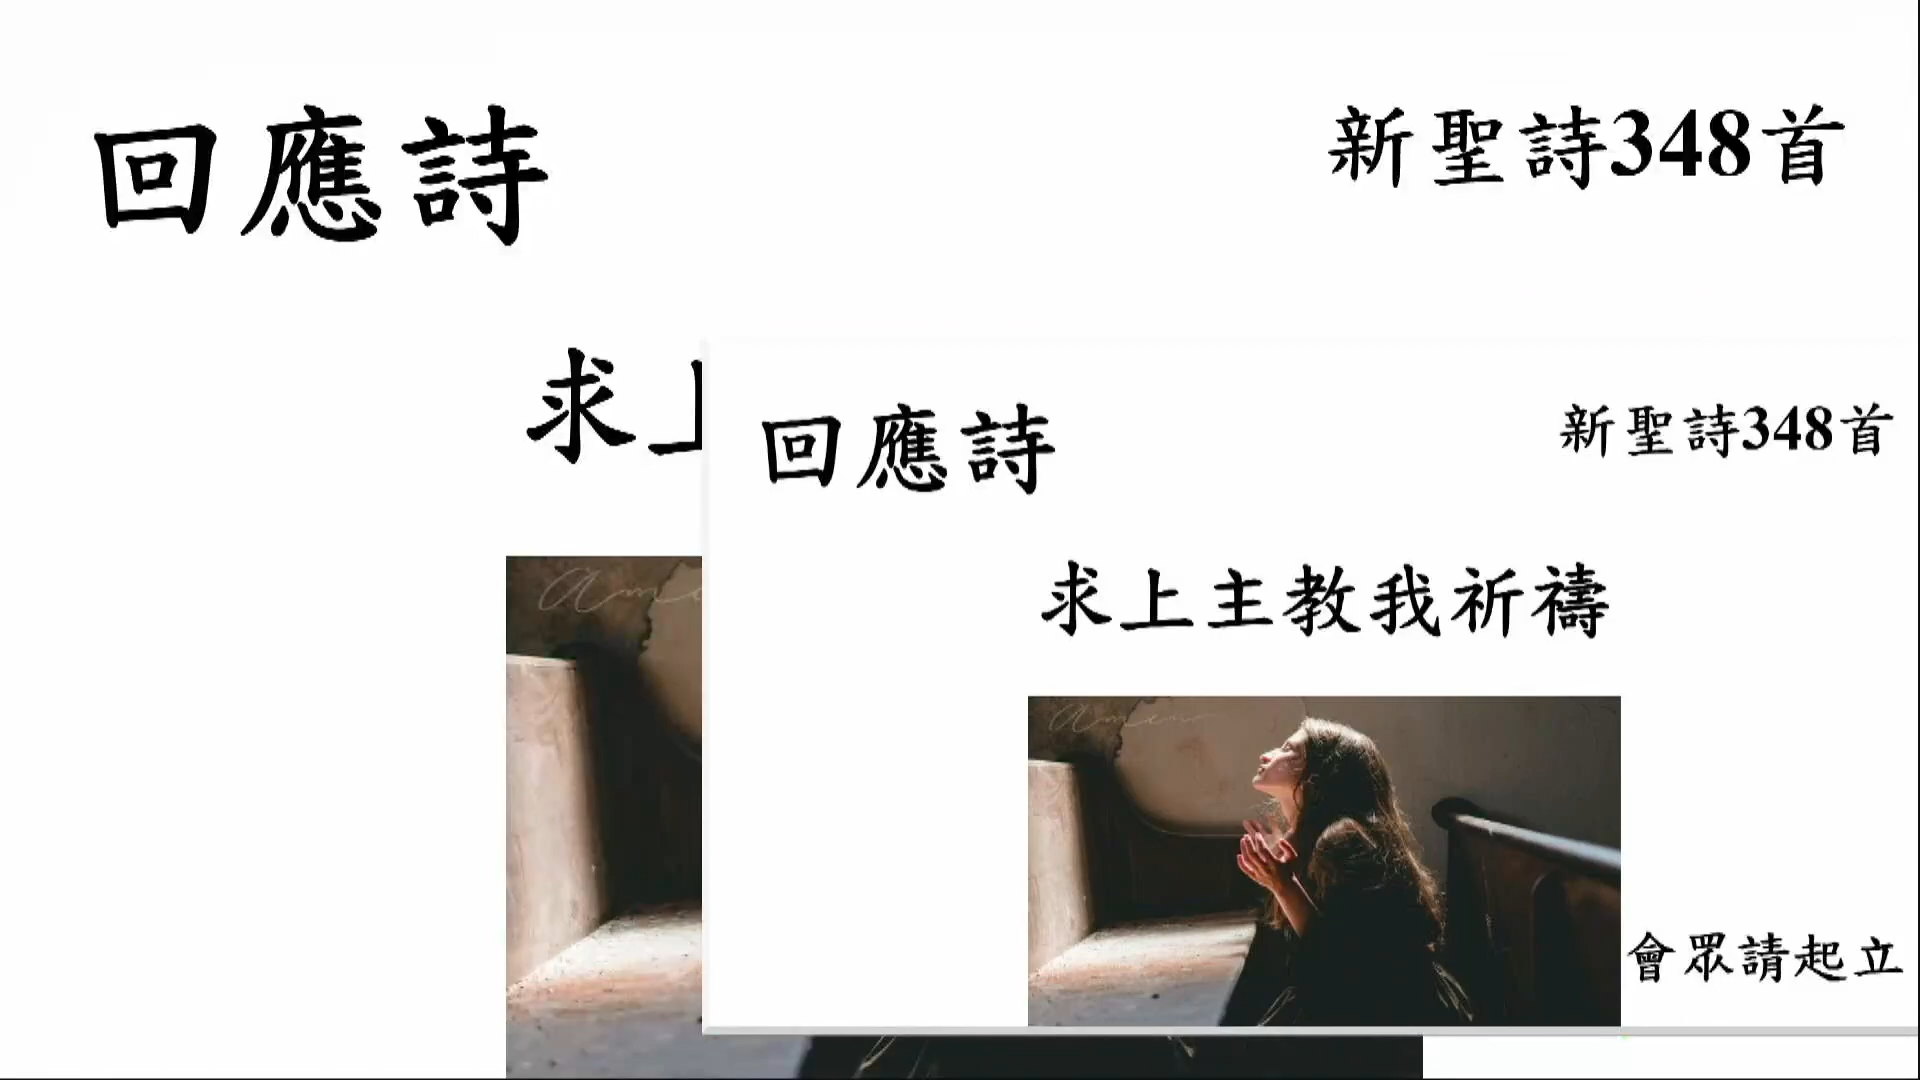 回應詩
新聖詩348首
求上
回應詩
新聖詩348首
求上主教我祈禱
amen
會眾請起立